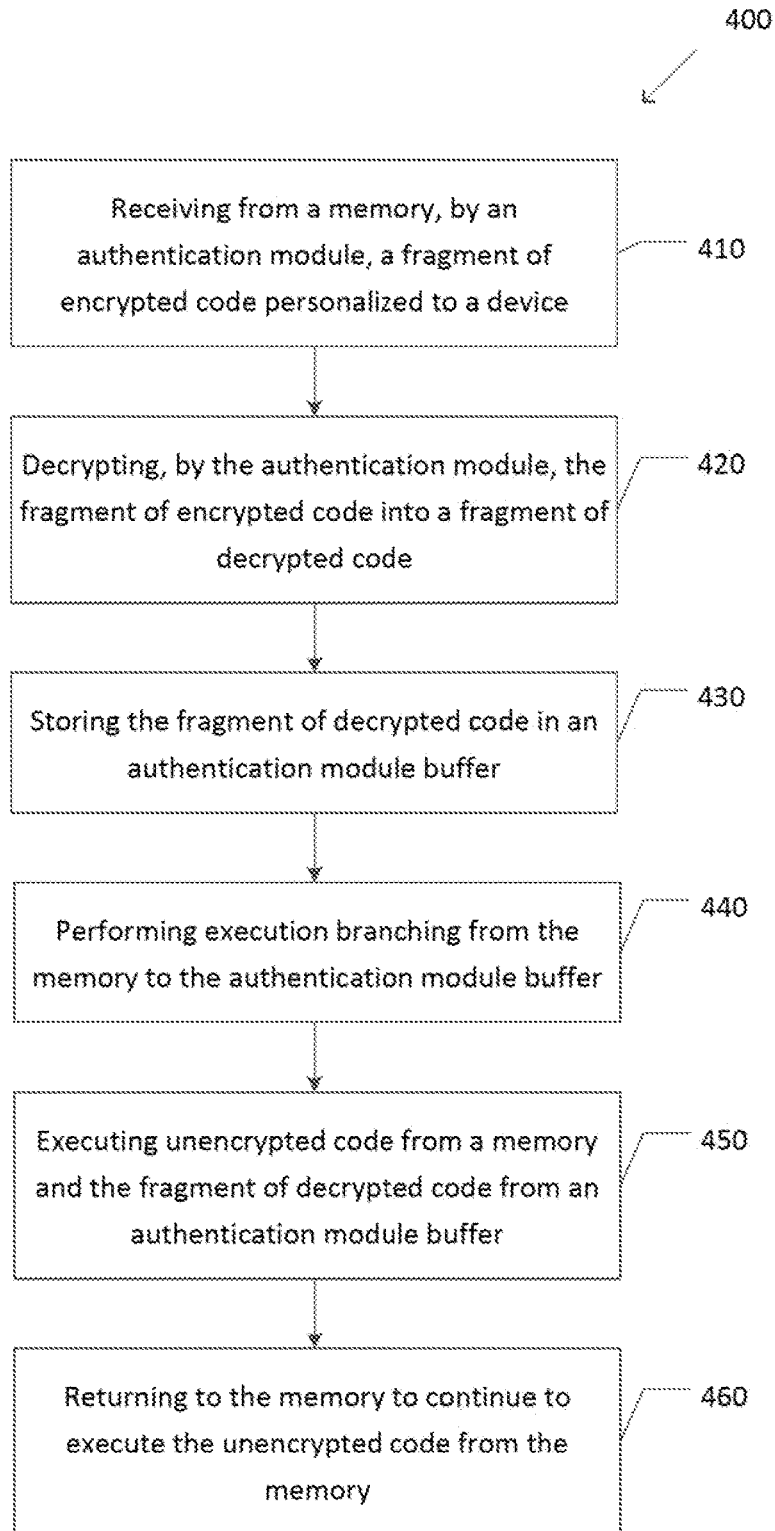 400
Receiving from a memory, by an
authentication module, a fragment of
encrypted code personalized to a device
410
Decrypting, by the authentication module, the
fragment of encrypted code into a fragment of
decrypted code
420
Storing the fragment of decrypted code in an
authentication module buffer
430
Performing execution branching from the
memory to the authentication module buffer
440
Executing unencrypted code from a memory
and the fragment of decrypted code from an
authentication module buffer
450
Returning to the memory to continue to
execute the unencrypted code from the
memory
460